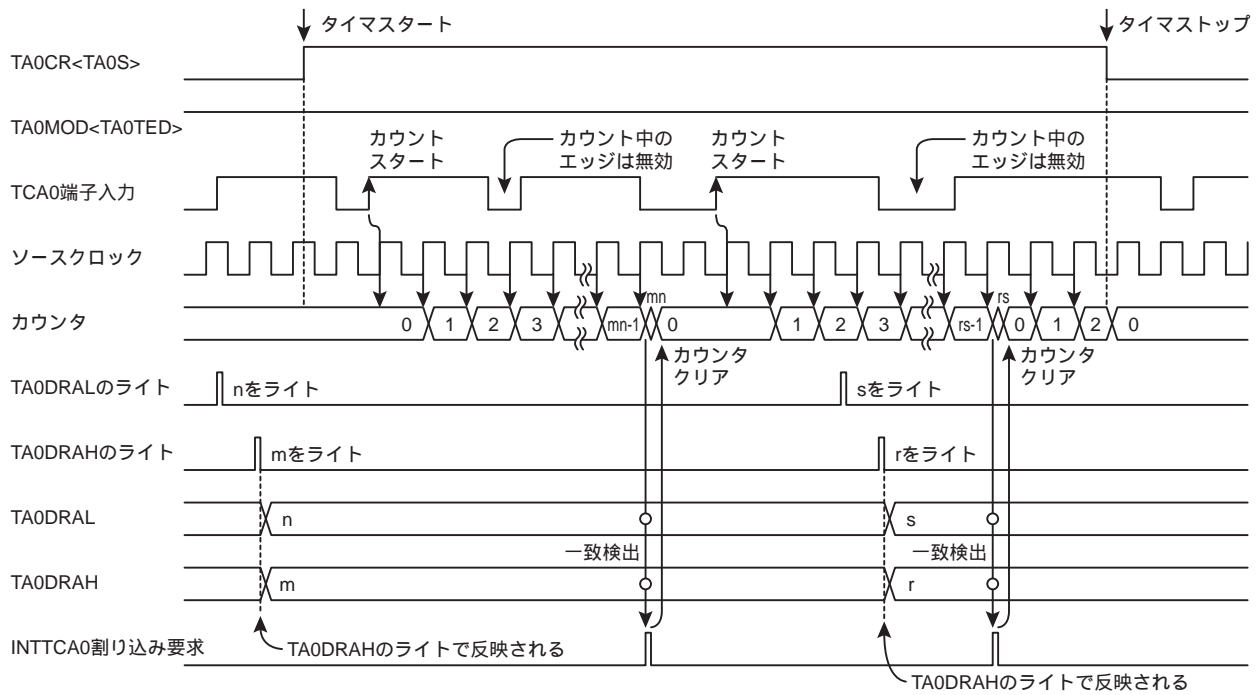 タイマスタート
タイマストップ
TA0CR<TA0S>
TA0MOD<TA0TED>
カウント
スタート
カウント中の
エッジは無効
カウント
スタート
カウント中の
エッジは無効
TCA0端子入力
ソースクロック
カウンタ
0 1 2 3 mn-1 mn 0 1 2 3 rs-1 rs 0 1 2 0
カウンタ
クリア
カウンタ
クリア
TA0DRALのライト
nをライト
sをライト
TA0DRAHのライト
mをライト
rをライト
TA0DRAL
n
s
一致検出
一致検出
TA0DRAH
m
r
INTTCA0割り込み要求
TA0DRAHのライトで反映される
TA0DRAHのライトで反映される